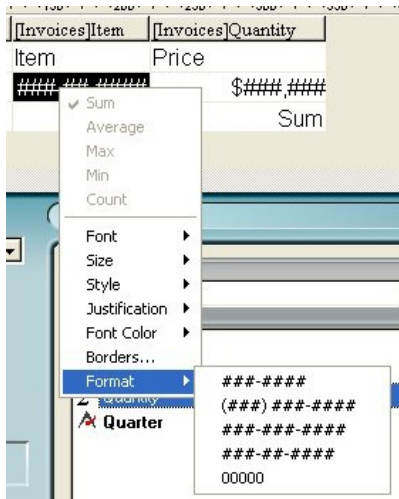 [Invoices]Item [Invoices]Quantity
Item Price
###-##-#### $####,####
Sum
Sum
Average
Max
Min
Count
Font
Size
Style
Justification
Font Color
Borders...
Format
###-####
(###) ###-####
###-###-####
###-##-####
00000
Quantity
Quarter